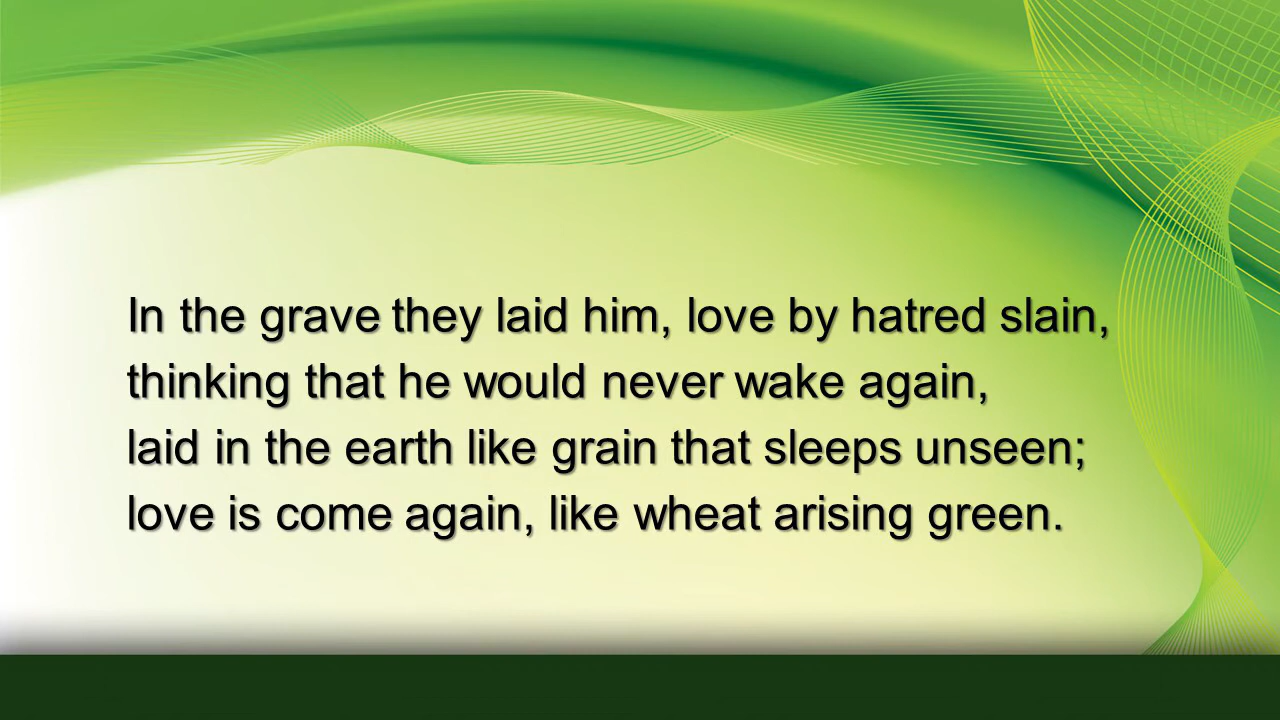 In the grave they laid him, love by hatred slain,
thinking that he would never wake again,
laid in the earth like grain that sleeps unseen;
love is come again, like wheat arising green.